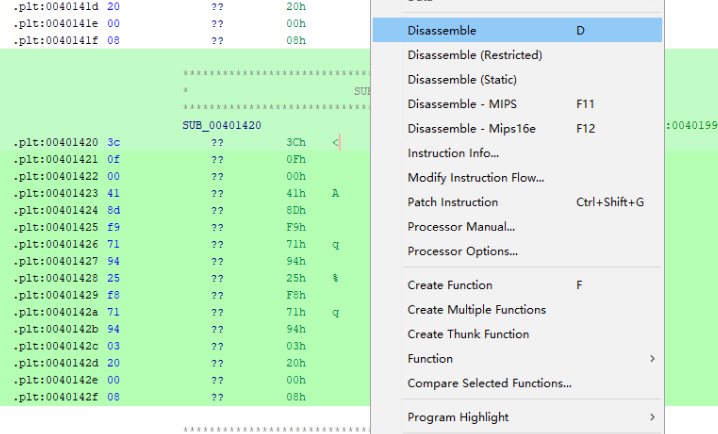 .plt:0040141d 20 ?? 20h
.plt:0040141e 00 ?? 00h
.plt:0040141f 08 ?? 08h
****************************
* SU
****************************
SUB_00401420 :0040199
.plt:00401420 3c ?? 3Ch <
.plt:00401421 0f ?? 0Fh
.plt:00401422 00 ?? 00h
.plt:00401423 41 ?? 41h A
.plt:00401424 8d ?? 8Dh
.plt:00401425 f9 ?? F9h
.plt:00401426 71 ?? 71h q
.plt:00401427 94 ?? 94h
.plt:00401428 25 ?? 25h %
.plt:00401429 f8 ?? F8h
.plt:0040142a 71 ?? 71h q
.plt:0040142b 94 ?? 94h
.plt:0040142c 03 ?? 03h
.plt:0040142d 20 ?? 20h
.plt:0040142e 00 ?? 00h
.plt:0040142f 08 ?? 08h
****************************
Disassemble D
Disassemble (Restricted)
Disassemble (Static)
Disassemble - MIPS F11
Disassemble - Mips16e F12
Instruction Info...
Modify Instruction Flow...
Patch Instruction Ctrl+Shift+G
Processor Manual...
Processor Options...
Create Function F
Create Multiple Functions
Create Thunk Function
Function >
Compare Selected Functions...
Program Highlight >